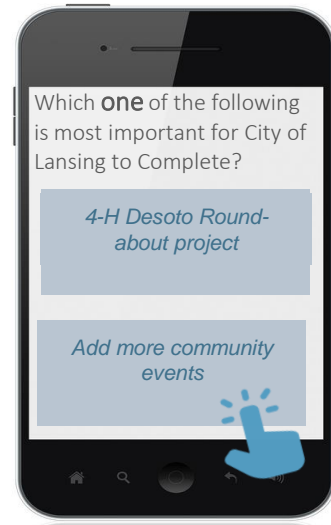 Which one of the following
is most important for City of
Lansing to Complete?
4-H Desoto Round-
about project
Add more community
events